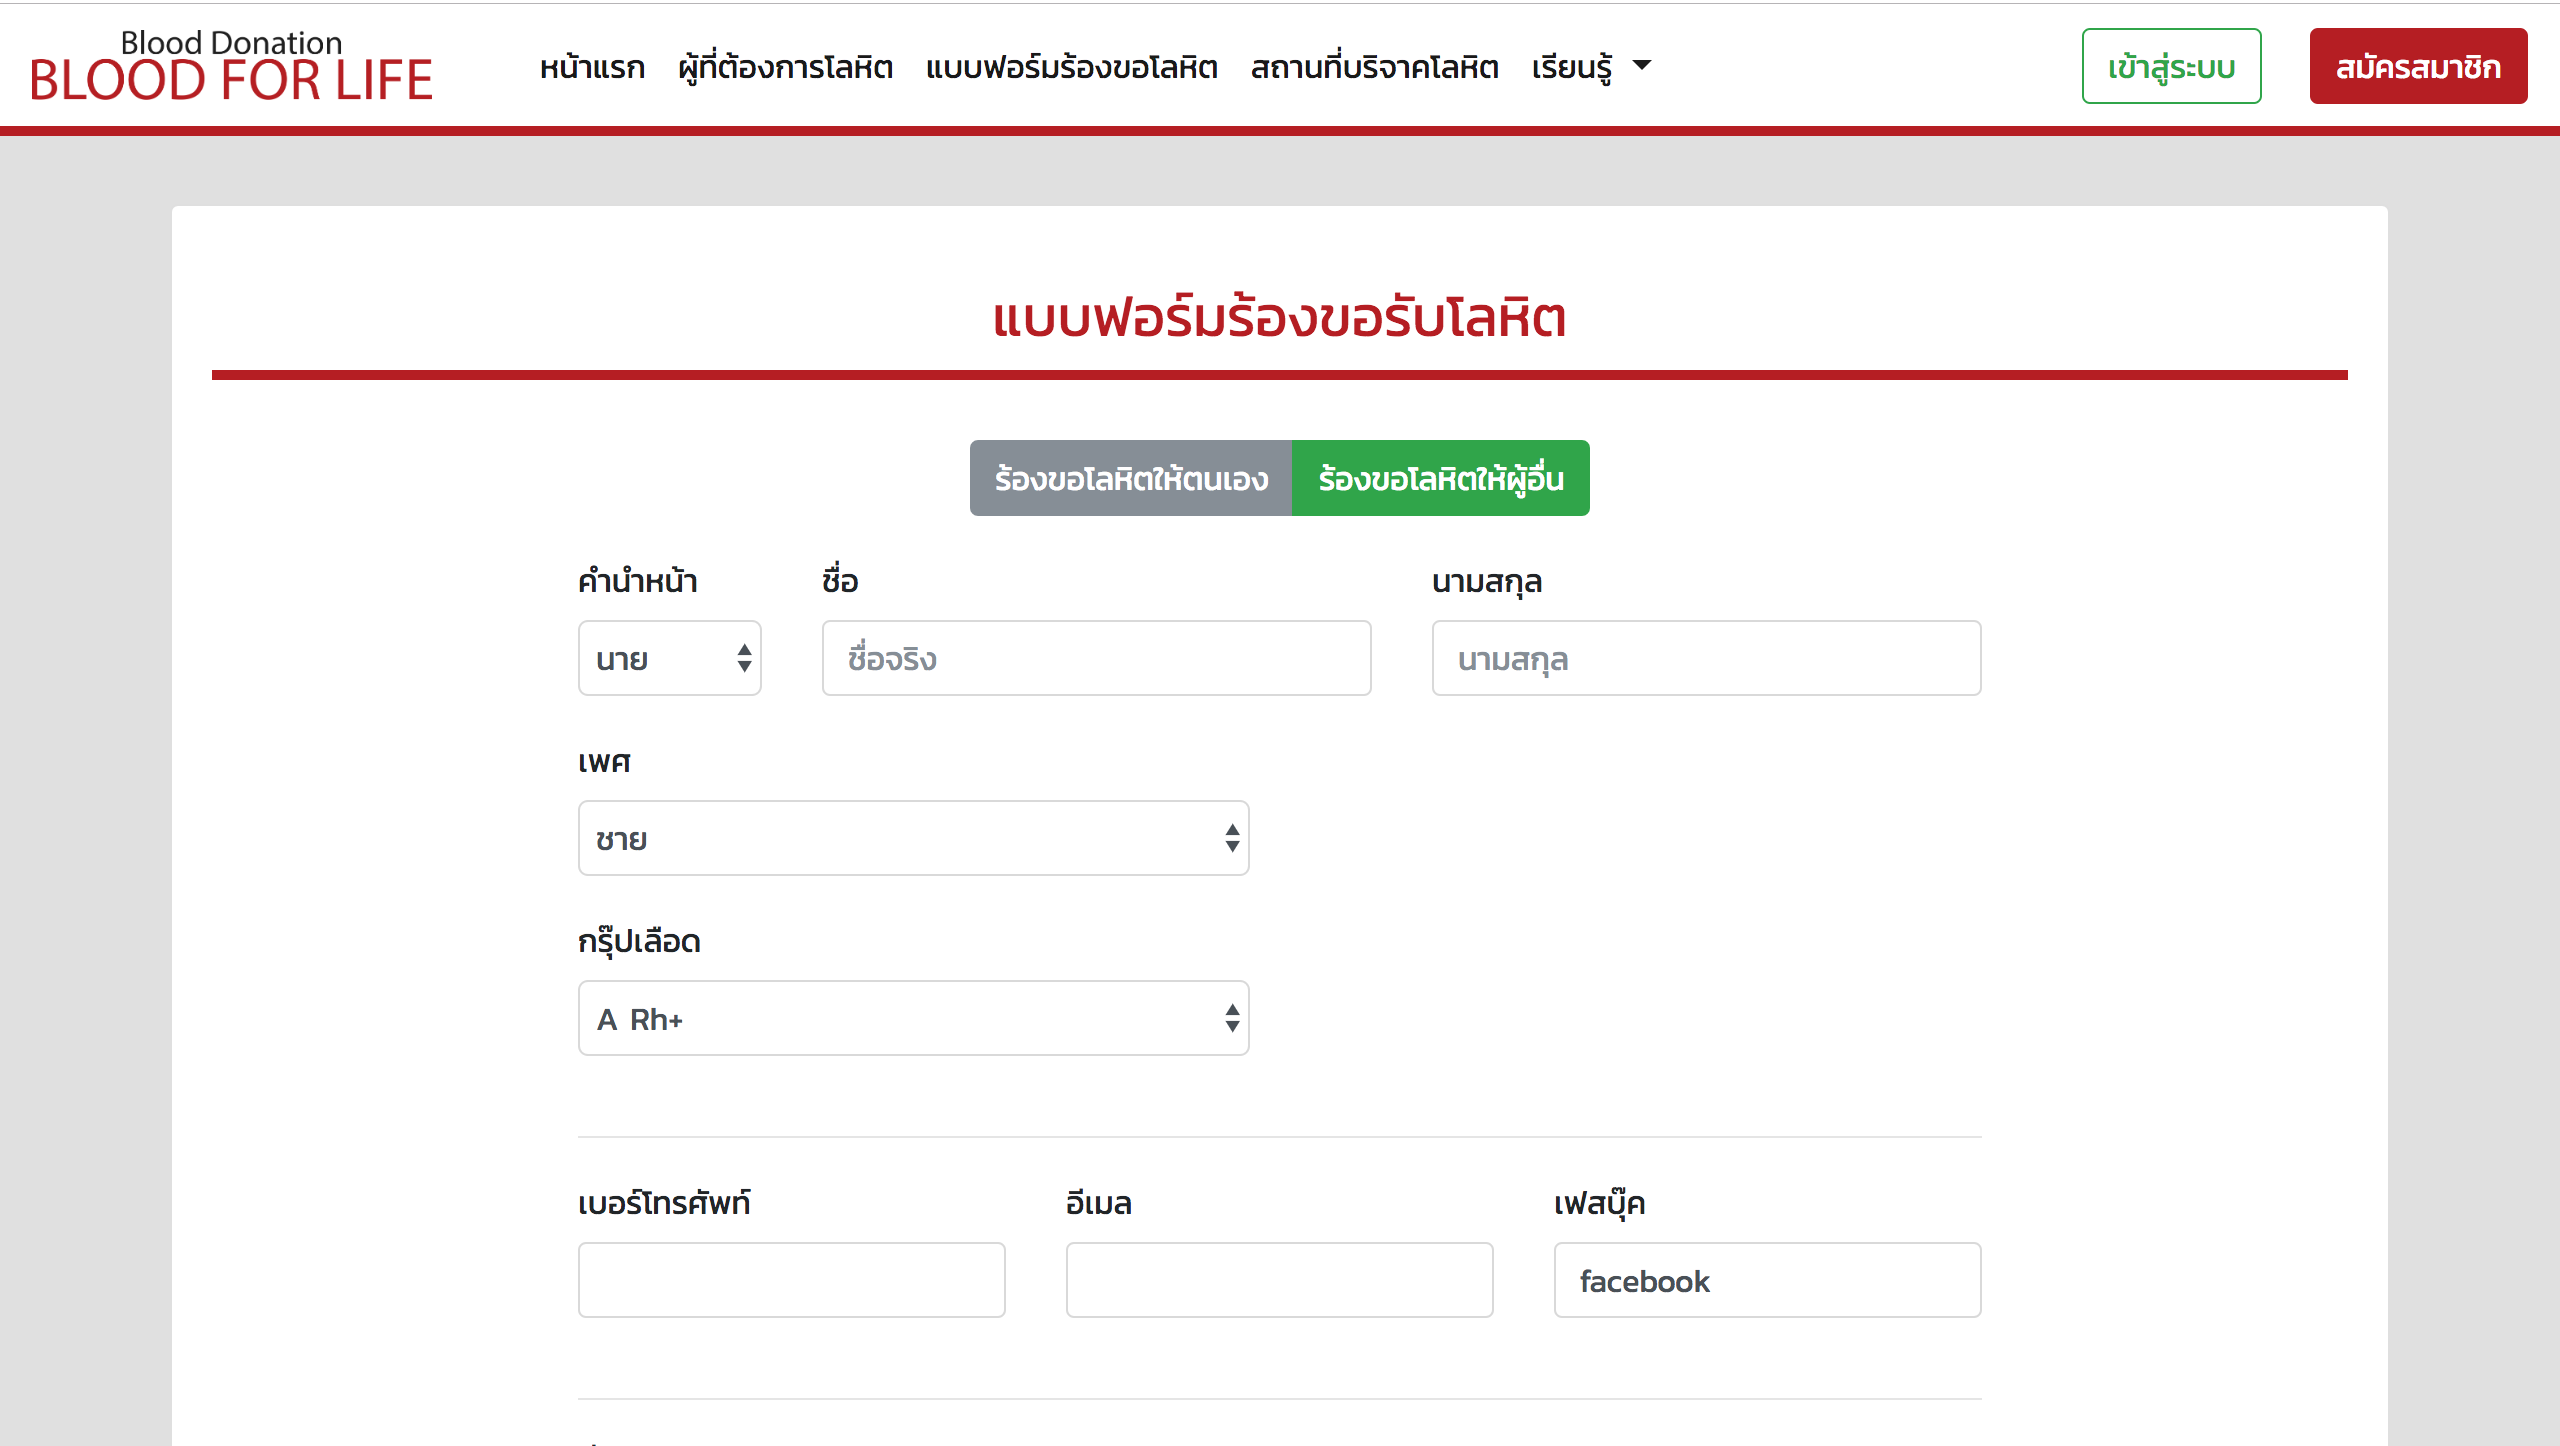 Blood Donation
BLOOD FOR LIFE
หน้าแรก ผู้ที่ต้องการโลหิต แบบฟอร์มร้องขอโลหิต สถานที่บริจาคโลหิต เรียนรู้
เข้าสู่ระบบ สมัครสมาชิก
แบบฟอร์มร้องขอรับโลหิต
ร้องขอโลหิตให้ตนเอง ร้องขอโลหิตให้ผู้อื่น
คำนำหน้า ชื่อ นามสกุล
นาย ชื่อจริง นามสกุล
เพศ
ชาย
กรุ๊ปเลือด
A Rh+
เบอร์โทรศัพท์ อีเมล เฟสบุ๊ค
facebook